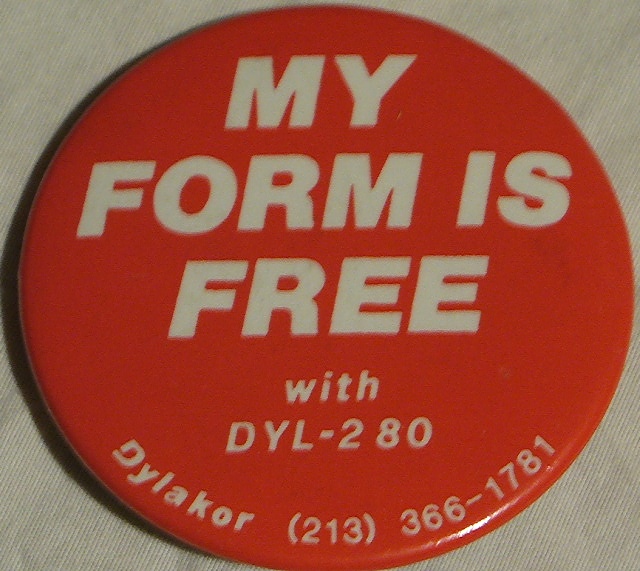 MY
FORM IS
FREE
with
DYL-280
Dylakor (213) 366-1781